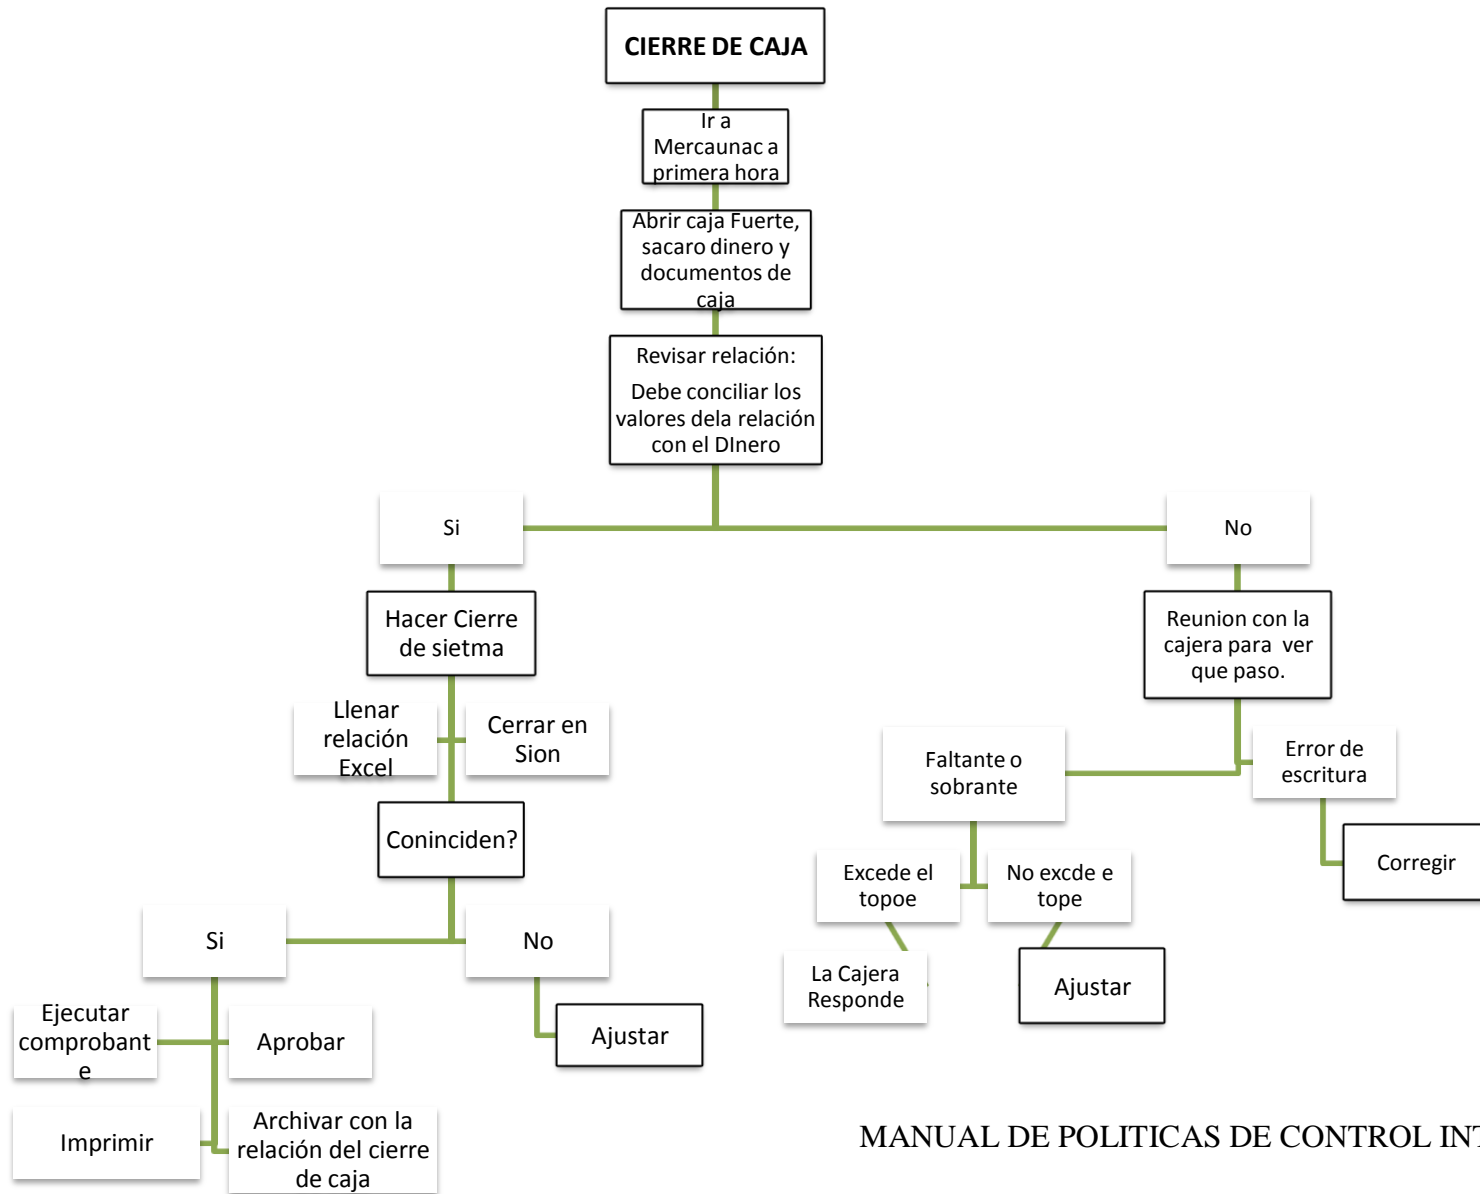 CIERRE DE CAJA
Ir a
Mercaunac a
primera hora
Abrir caja Fuerte,
sacaro dinero y
documentos de
caja
Revisar relación:
Debe conciliar los
valores dela relación
con el DInero
Si
No
Hacer Cierre
de sietma
Reunion con la
cajera para ver
que paso.
Llenar
relación
Excel
Cerrar en
Sion
Faltante o
sobrante
Error de
escritura
Coninciden?
Excede el
topoe
No excde e
tope
Corregir
Si
No
La Cajera
Responde
Ajustar
Ejecutar
comprobant
e
Aprobar
Ajustar
Imprimir
Archivar con la
relación del cierre
de caja
MANUAL DE POLITICAS DE CONTROL INT